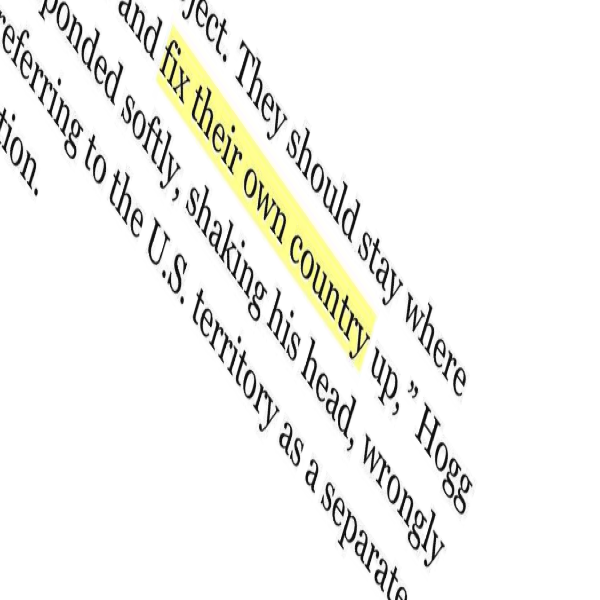 ject. They should stay where
and fix their own country up,” Hogg
ponded softly, shaking his head, wrongly
referring to the U.S. territory as a separate
tion.